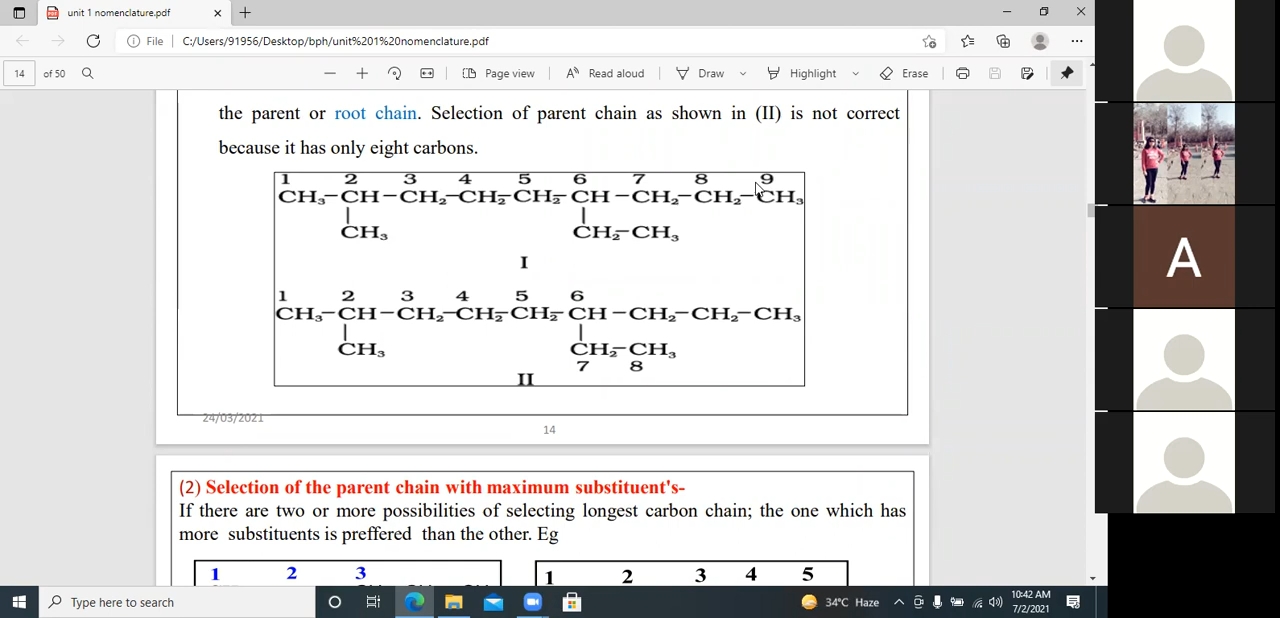 unit 1 nomenclature.pdf
File
C:/Users/91956/Desktop/bph/unit%201%20nomenclature.pdf
14 of 50
Page view
Read aloud
Draw
Highlight
Erase
the parent or root chain. Selection of parent chain as shown in (II) is not correct
because it has only eight carbons.
1 2 3 4 5 6 7 8 9
CH₃–CH–CH₂–CH₂–CH₂–CH–CH₂–CH₂–CH₃
CH₃ CH₂–CH₃
I
1 2 3 4 5 6
CH₃–CH–CH₂–CH₂–CH₂–CH–CH₂–CH₂–CH₃
CH₃ CH₂–CH₃
7 8
II
24/03/2021
14
(2) Selection of the parent chain with maximum substituent's-
If there are two or more possibilities of selecting longest carbon chain; the one which has
more substituents is preffered than the other. Eg
1 2 3
1 2 3 4 5
A
Type here to search
34°C Haze
10:42 AM
7/2/2021